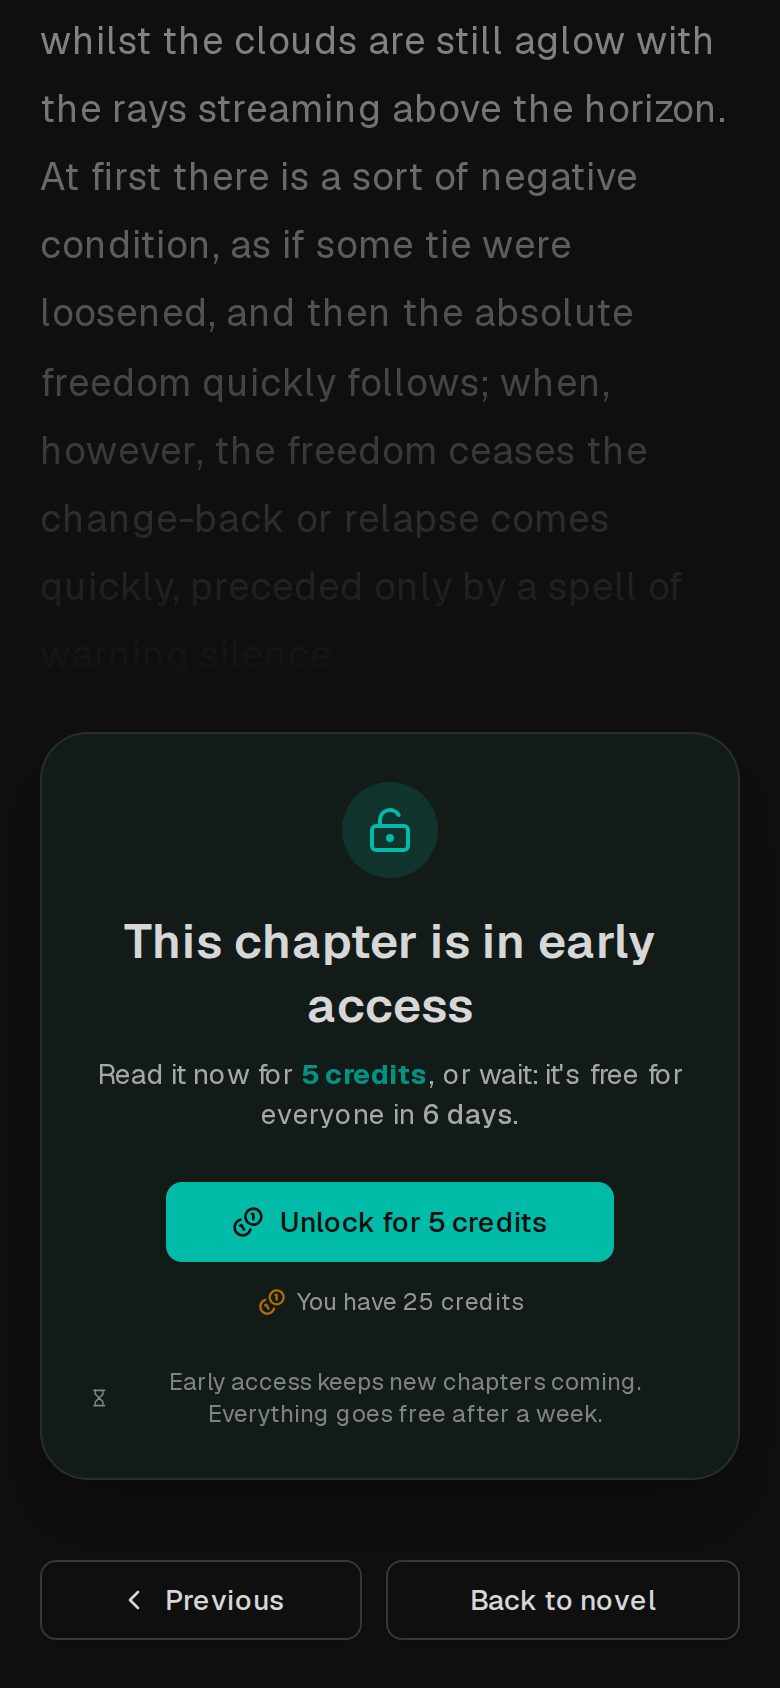 whilst the clouds are still aglow with
the rays streaming above the horizon.
At first there is a sort of negative
condition, as if some tie were
loosened, and then the absolute
freedom quickly follows; when,
however, the freedom ceases the
change-back or relapse comes
quickly, preceded only by a spell of
warning silence.
This chapter is in early
access
Read it now for 5 credits, or wait: it's free for
everyone in 6 days.
Unlock for 5 credits
You have 25 credits
Early access keeps new chapters coming.
Everything goes free after a week.
Previous
Back to novel